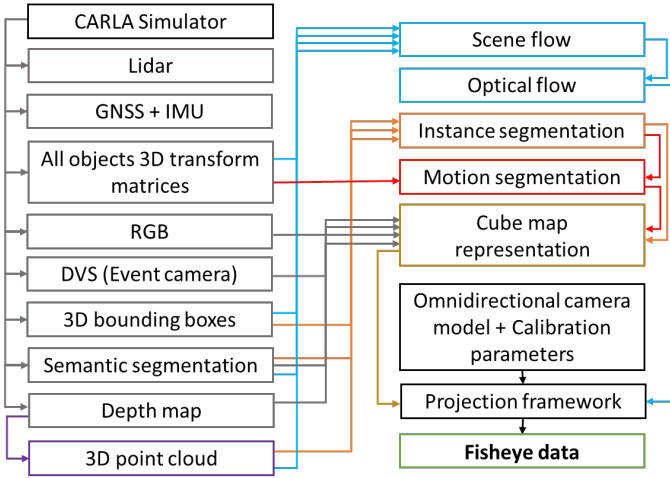 CARLA Simulator
Lidar
GNSS + IMU
All objects 3D transform
matrices
RGB
DVS (Event camera)
3D bounding boxes
Semantic segmentation
Depth map
3D point cloud
Scene flow
Optical flow
Instance segmentation
Motion segmentation
Cube map
representation
Omnidirectional camera
model + Calibration
parameters
Projection framework
Fisheye data